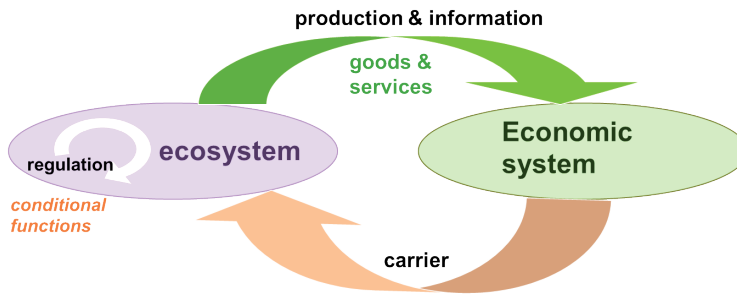 production & information
goods &
services
Economic
system
ecosystem
regulation
conditional
functions
carrier